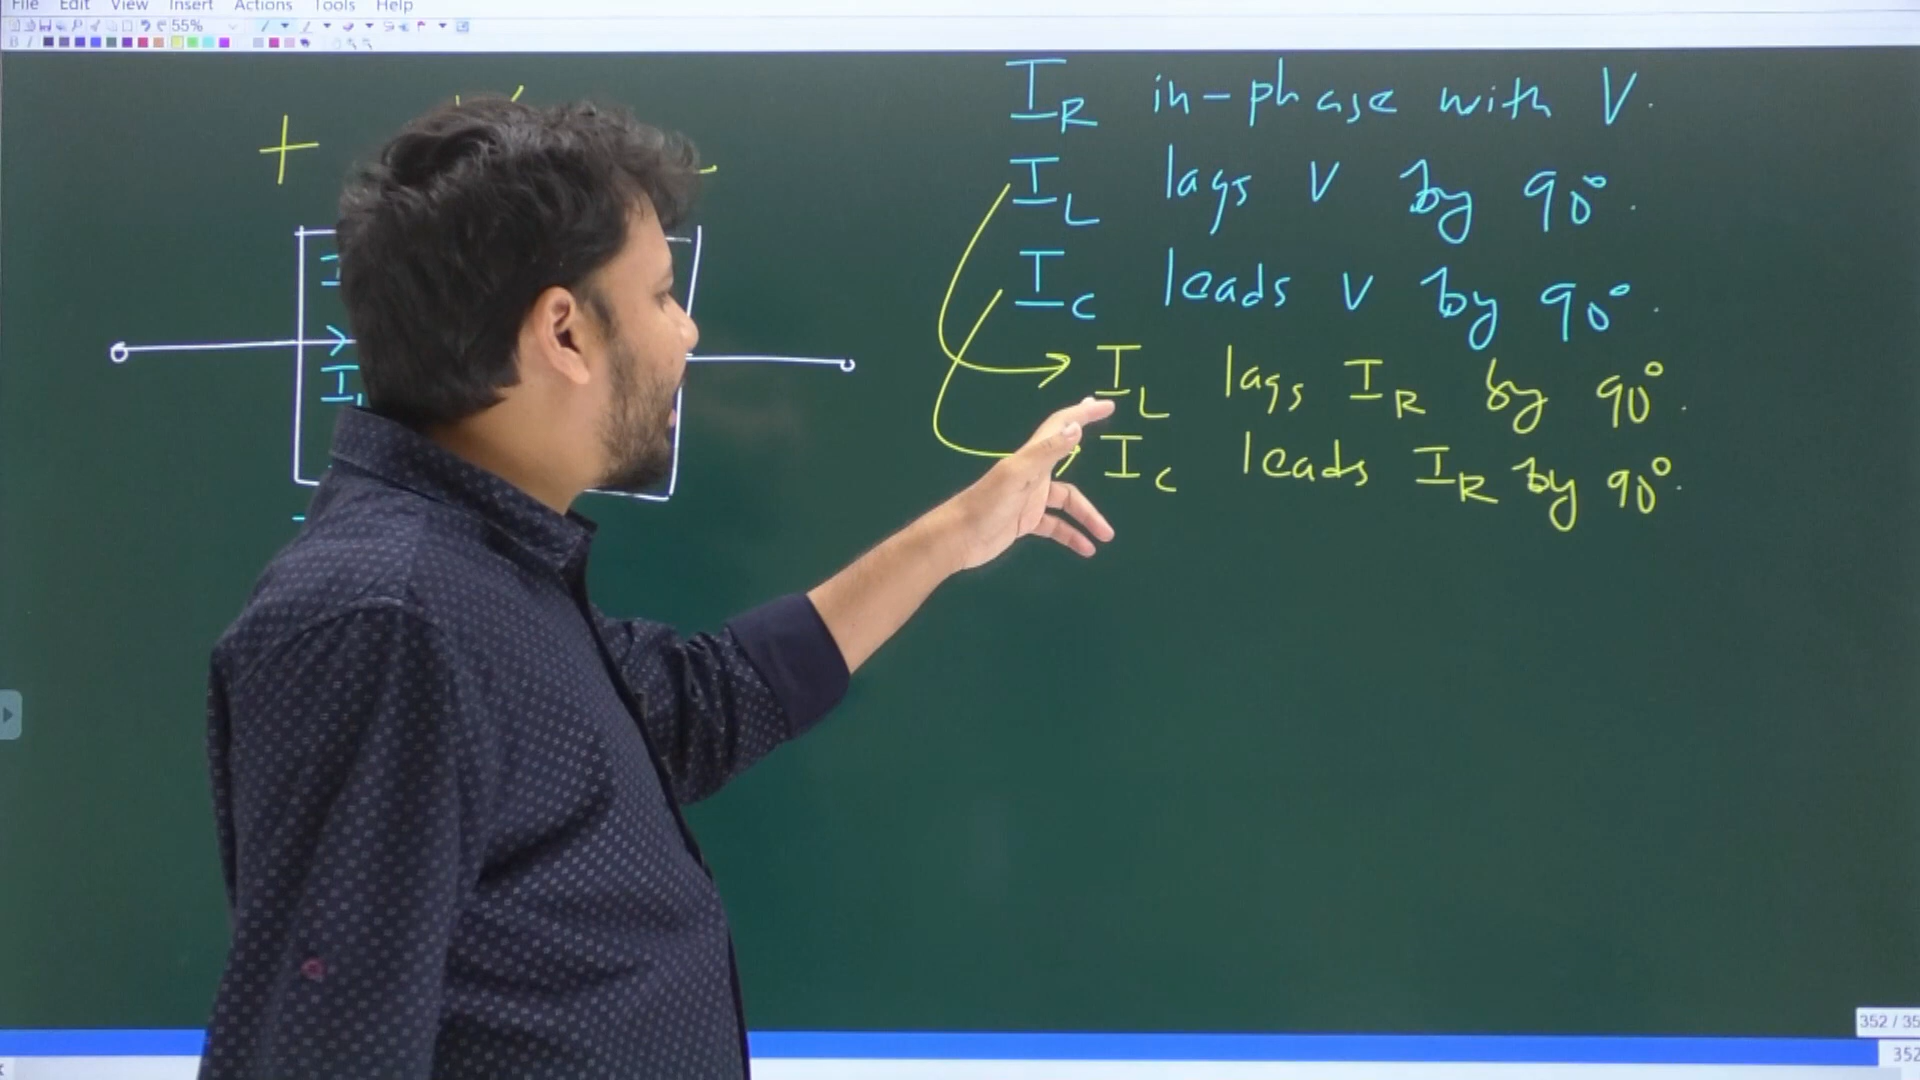 File Edit View Insert Actions Tools Help
55%
+
I_R in-phase with V.
I_L lags V by 90°.
I_C leads V by 90°.
I_L lags I_R by 90°.
I_C leads I_R by 90°.
352 / 35
352